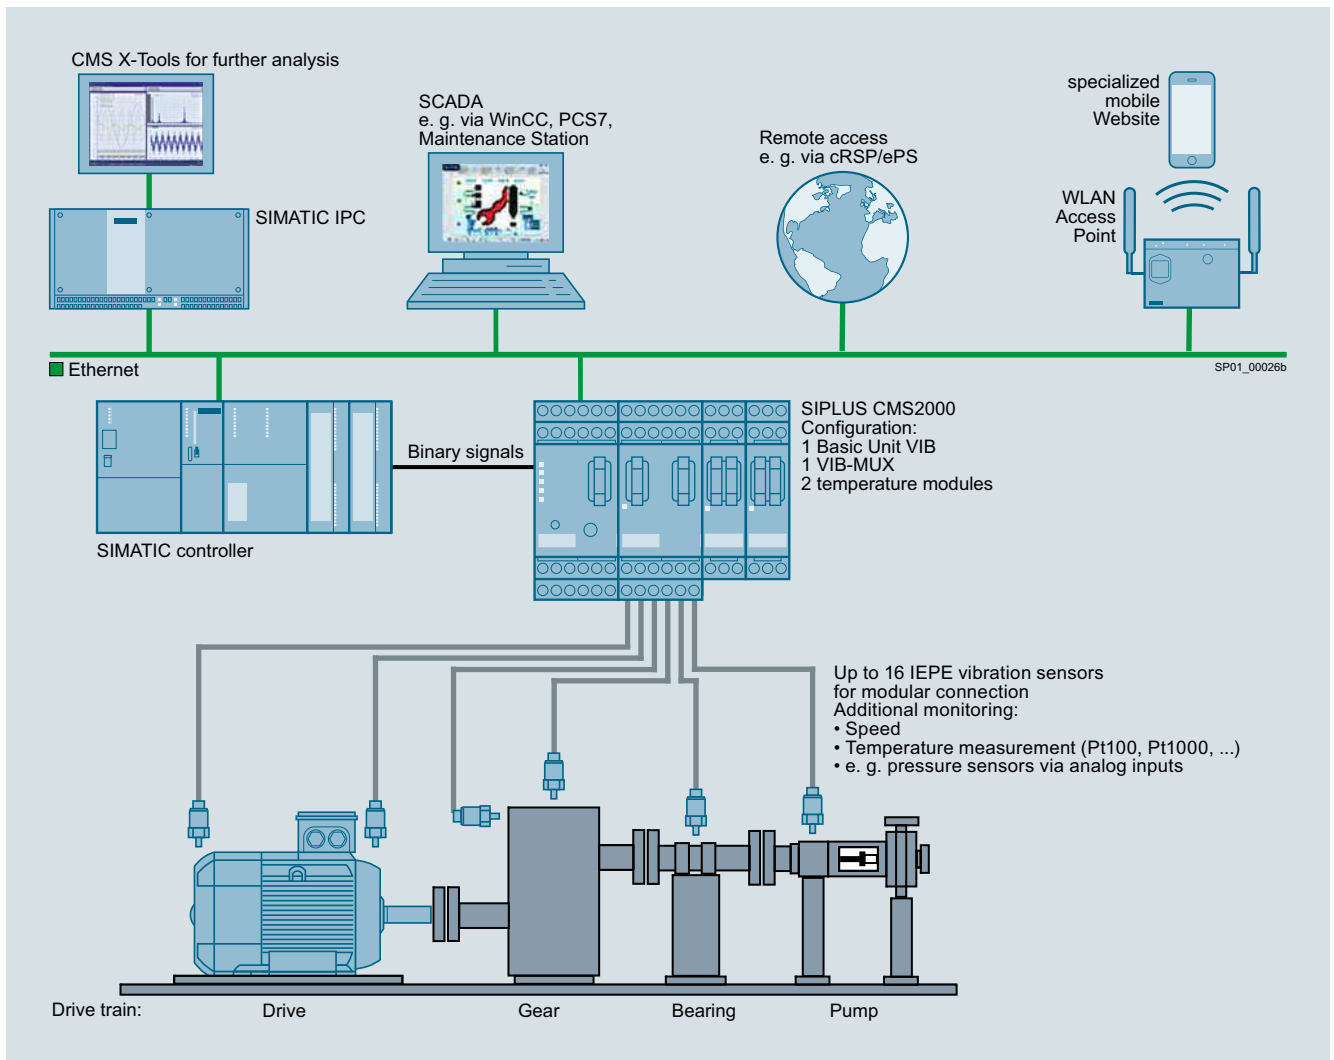 CMS X-Tools for further analysis
SIMATIC IPC
SCADA
e. g. via WinCC, PCS7,
Maintenance Station
Remote access
e. g. via cRSP/ePS
specialized
mobile
Website
WLAN
Access
Point
Ethernet
SP01_00026b
SIMATIC controller
Binary signals
SIPLUS CMS2000
Configuration:
1 Basic Unit VIB
1 VIB-MUX
2 temperature modules
Up to 16 IEPE vibration sensors
for modular connection
Additional monitoring:
• Speed
• Temperature measurement (Pt100, Pt1000, ...)
• e. g. pressure sensors via analog inputs
Drive train:
Drive
Gear
Bearing
Pump